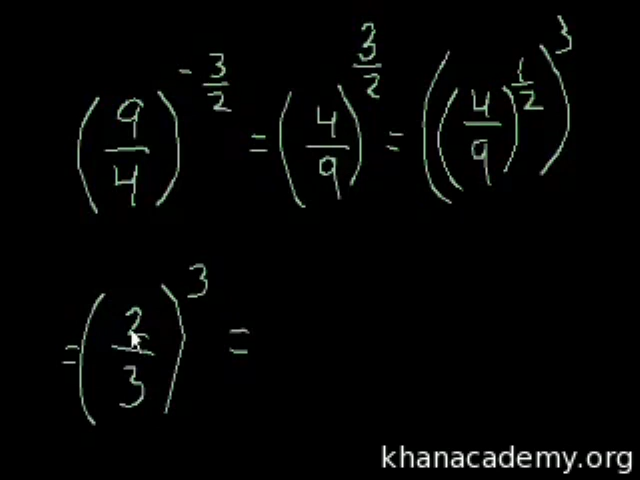 (9/4)^(-3/2) = (4/9)^(3/2) = ((4/9)^(1/2))^3
= (2/3)^3 =
khanacademy.org